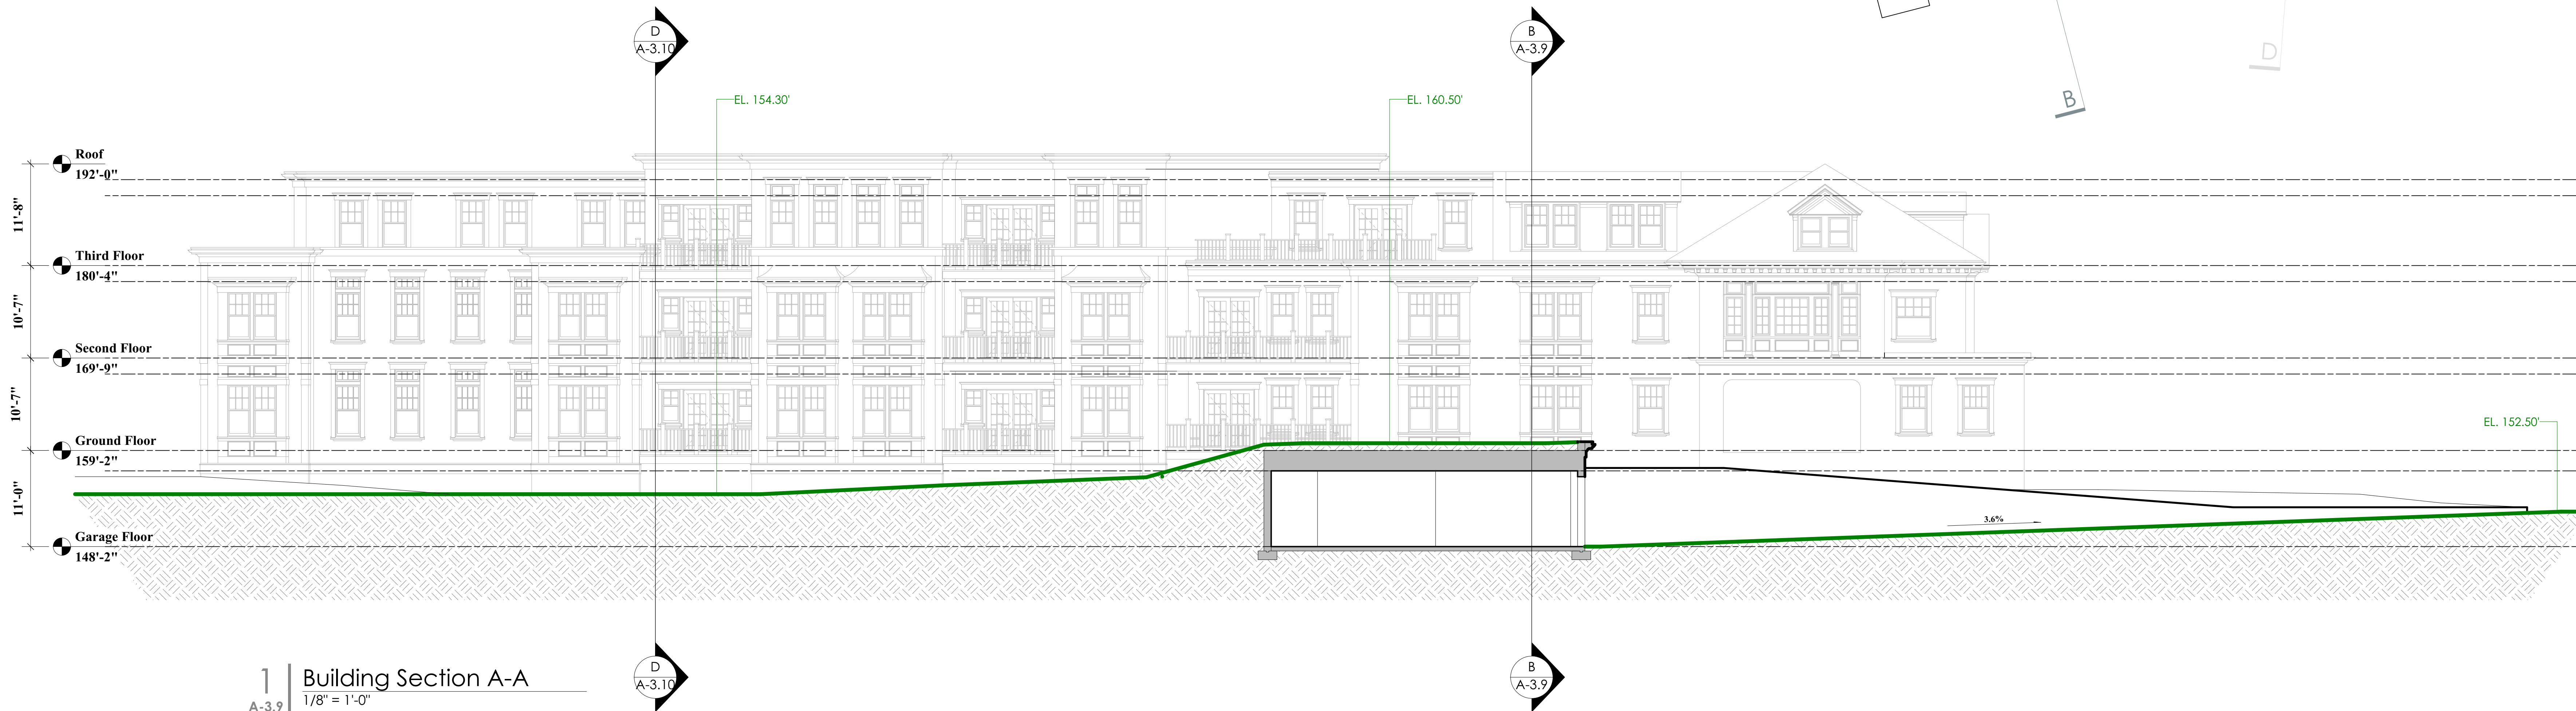 D
A-3.10
B
A-3.9
D
B
EL. 154.30'
EL. 160.50'
Roof
192'-0"
11'-8"
Third Floor
180'-4"
10'-7"
Second Floor
169'-9"
10'-7"
Ground Floor
159'-2"
EL. 152.50'
11'-0"
3.6%
Garage Floor
148'-2"
D
A-3.10
B
A-3.9
1
A-3.9
Building Section A-A
1/8" = 1'-0"